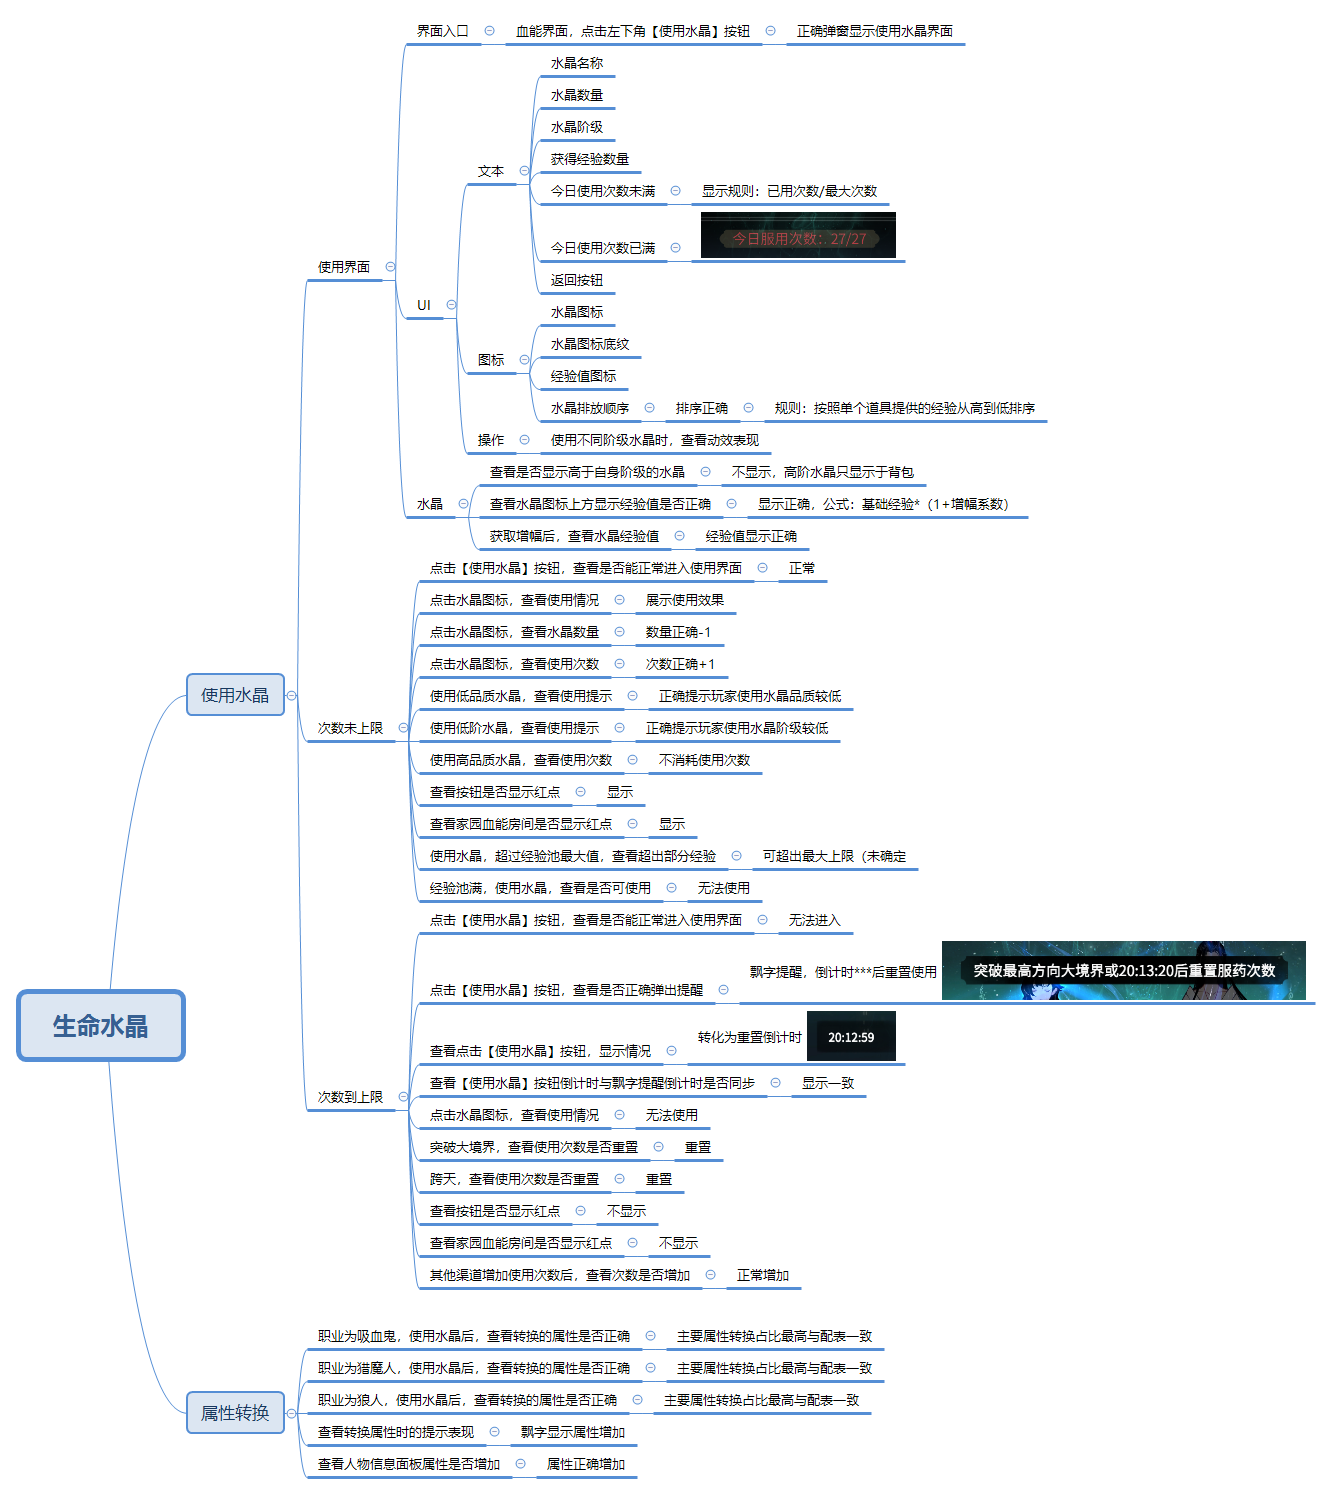 生命水晶
使用水晶
使用界面
界面入口
血能界面，点击左下角【使用水晶】按钮
正确弹窗显示使用水晶界面
UI
文本
水晶名称
水晶数量
水晶阶级
获得经验数量
今日使用次数未满
显示规则：已用次数/最大次数
今日使用次数已满
今日服用次数：27/27
返回按钮
图标
水晶图标
水晶图标底纹
经验值图标
水晶排放顺序
排序正确
规则：按照单个道具提供的经验从高到低排序
操作
使用不同阶级水晶时，查看动效表现
水晶
查看是否显示高于自身阶级的水晶
不显示，高阶水晶只显示于背包
查看水晶图标上方显示经验值是否正确
显示正确，公式：基础经验*（1+增幅系数）
获取增幅后，查看水晶经验值
经验值显示正确
次数未上限
点击【使用水晶】按钮，查看是否能正常进入使用界面
正常
点击水晶图标，查看使用情况
展示使用效果
点击水晶图标，查看水晶数量
数量正确-1
点击水晶图标，查看使用次数
次数正确+1
使用低品质水晶，查看使用提示
正确提示玩家使用水晶品质较低
使用低阶水晶，查看使用提示
正确提示玩家使用水晶阶级较低
使用高品质水晶，查看使用次数
不消耗使用次数
查看按钮是否显示红点
显示
查看家园血能房间是否显示红点
显示
使用水晶，超过经验池最大值，查看超出部分经验
可超出最大上限（未确定
经验池满，使用水晶，查看是否可使用
无法使用
次数到上限
点击【使用水晶】按钮，查看是否能正常进入使用界面
无法进入
点击【使用水晶】按钮，查看是否正确弹出提醒
飘字提醒，倒计时***后重置使用
突破最高方向大境界或20:13:20后重置服药次数
查看点击【使用水晶】按钮，显示情况
转化为重置倒计时
20:12:59
查看【使用水晶】按钮倒计时与飘字提醒倒计时是否同步
显示一致
点击水晶图标，查看使用情况
无法使用
突破大境界，查看使用次数是否重置
重置
跨天，查看使用次数是否重置
重置
查看按钮是否显示红点
不显示
查看家园血能房间是否显示红点
不显示
其他渠道增加使用次数后，查看次数是否增加
正常增加
属性转换
职业为吸血鬼，使用水晶后，查看转换的属性是否正确
主要属性转换占比最高与配表一致
职业为猎魔人，使用水晶后，查看转换的属性是否正确
主要属性转换占比最高与配表一致
职业为狼人，使用水晶后，查看转换的属性是否正确
主要属性转换占比最高与配表一致
查看转换属性时的提示表现
飘字显示属性增加
查看人物信息面板属性是否增加
属性正确增加